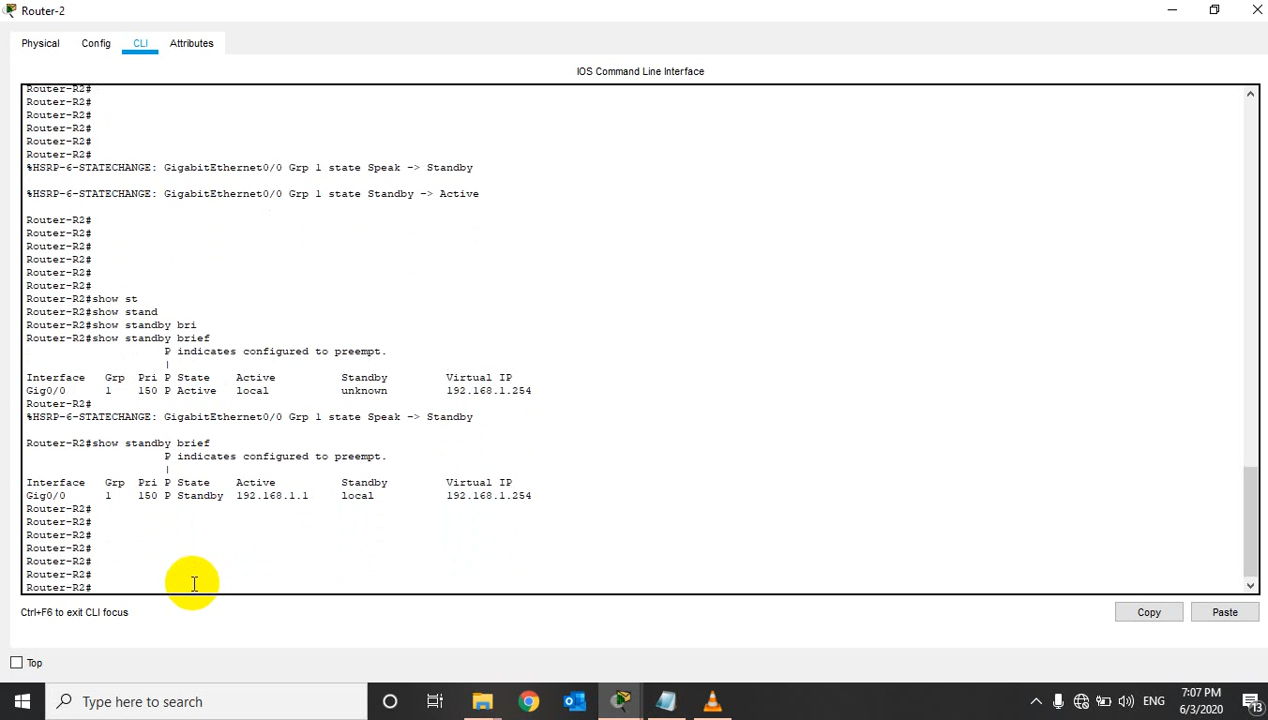 Router-2
Physical Config CLI Attributes
IOS Command Line Interface
Router-R2#
Router-R2#
Router-R2#
Router-R2#
Router-R2#
Router-R2#
%HSRP-6-STATECHANGE: GigabitEthernet0/0 Grp 1 state Speak -> Standby
%HSRP-6-STATECHANGE: GigabitEthernet0/0 Grp 1 state Standby -> Active
Router-R2#
Router-R2#
Router-R2#
Router-R2#
Router-R2#
Router-R2#
Router-R2#show st
Router-R2#show stand
Router-R2#show standby bri
Router-R2#show standby brief
P indicates configured to preempt.
|
Interface Grp Pri P State Active Standby Virtual IP
Gig0/0 1 150 P Active local unknown 192.168.1.254
Router-R2#
%HSRP-6-STATECHANGE: GigabitEthernet0/0 Grp 1 state Speak -> Standby
Router-R2#show standby brief
P indicates configured to preempt.
|
Interface Grp Pri P State Active Standby Virtual IP
Gig0/0 1 150 P Standby 192.168.1.1 local 192.168.1.254
Router-R2#
Router-R2#
Router-R2#
Router-R2#
Router-R2#
Router-R2#
Router-R2#
Ctrl+F6 to exit CLI focus
Copy Paste
Top
Type here to search
ENG
7:07 PM
6/3/2020
13